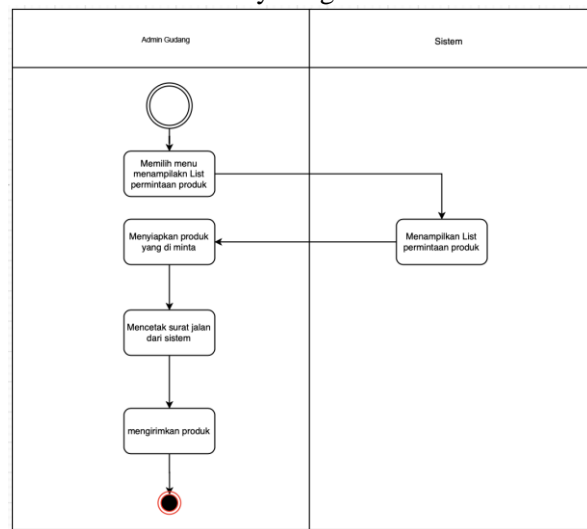 Admin Gudang
Sistem
Memilih menu
menampilakn List
permintaan produk
Menampilkan List
permintaan produk
Menyiapkan produk
yang di minta
Mencetak surat jalan
dari sistem
mengirimkan produk